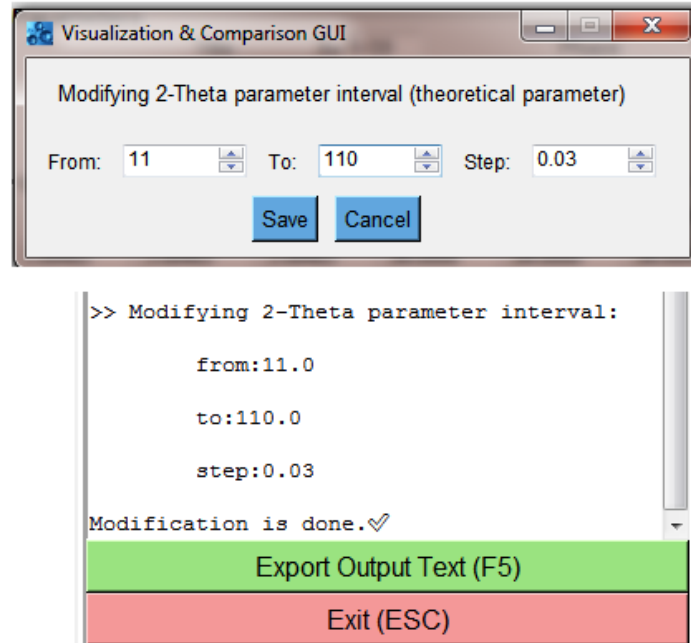 Visualization & Comparison GUI
Modifying 2-Theta parameter interval (theoretical parameter)
From: 11 To: 110 Step: 0.03
Save Cancel
>> Modifying 2-Theta parameter interval:
from:11.0
to:110.0
step:0.03
Modification is done.✓
Export Output Text (F5)
Exit (ESC)